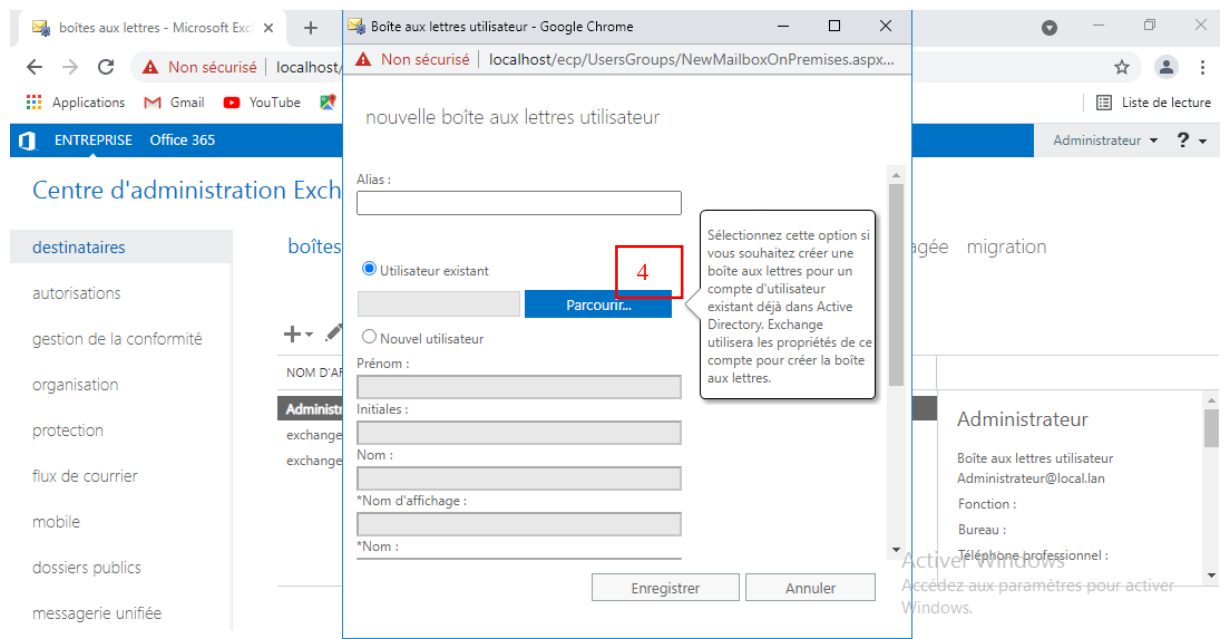 boîtes aux lettres - Microsoft Exc
Boîte aux lettres utilisateur - Google Chrome
Non sécurisé | localhost/
Non sécurisé | localhost/ecp/UsersGroups/NewMailboxOnPremises.aspx...
Applications Gmail YouTube
Liste de lecture
nouvelle boîte aux lettres utilisateur
ENTREPRISE Office 365
Administrateur ?
Centre d'administration Exch
Alias :
destinataires
autorisations
gestion de la conformité
organisation
protection
flux de courrier
mobile
dossiers publics
messagerie unifiée
boîtes
agée migration
NOM D'AF
Administr
exchange
exchange
Utilisateur existant
4
Parcourir...
Nouvel utilisateur
Prénom :
Initiales :
Nom :
*Nom d'affichage :
*Nom :
Sélectionnez cette option si
vous souhaitez créer une
boîte aux lettres pour un
compte d'utilisateur
existant déjà dans Active
Directory. Exchange
utilisera les propriétés de ce
compte pour créer la boîte
aux lettres.
Enregistrer Annuler
Administrateur
Boîte aux lettres utilisateur
Administrateur@local.lan
Fonction :
Bureau :
Téléphone professionnel :
Activer Windows
Accédez aux paramètres pour activer
Windows.